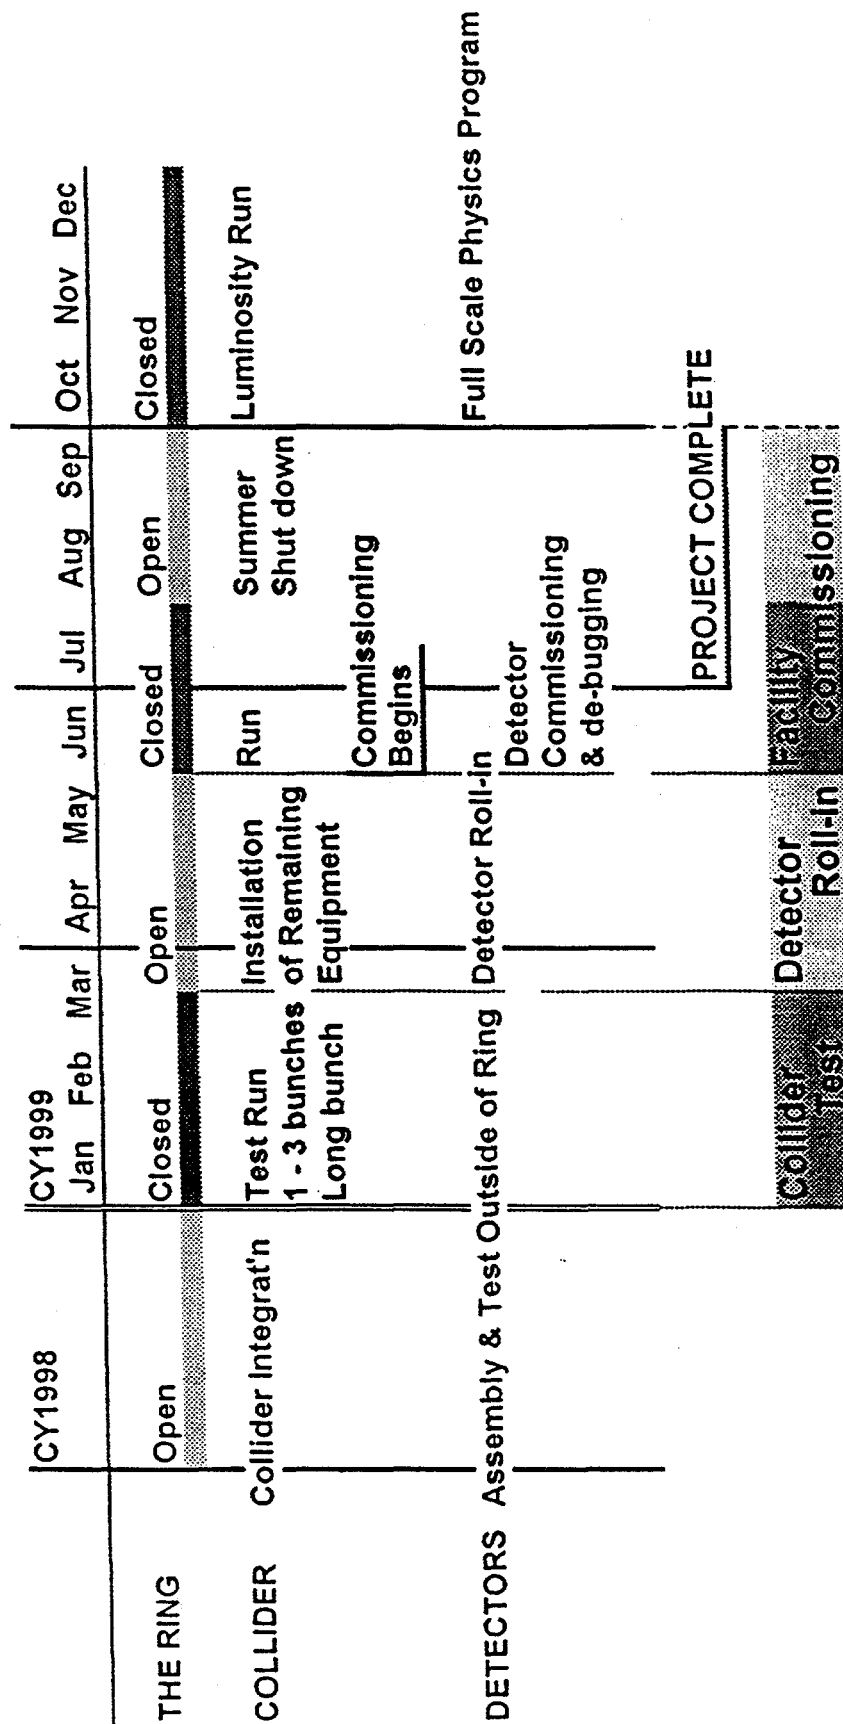 CY1998 CY1999
Jan Feb Mar Apr May Jun Jul Aug Sep Oct Nov Dec
THE RING Open Closed Open Closed Open Closed
COLLIDER Collider Integrat'n Test Run Installation Run Summer Luminosity Run
1 - 3 bunches of Remaining Shut down
Long bunch Equipment
Commissioning
Begins
DETECTORS Assembly & Test Outside of Ring Detector Roll-in Full Scale Physics Program
Detector
Commissioning
& de-bugging
PROJECT COMPLETE
Collider Detector Facility
Test Roll-In Commissioning